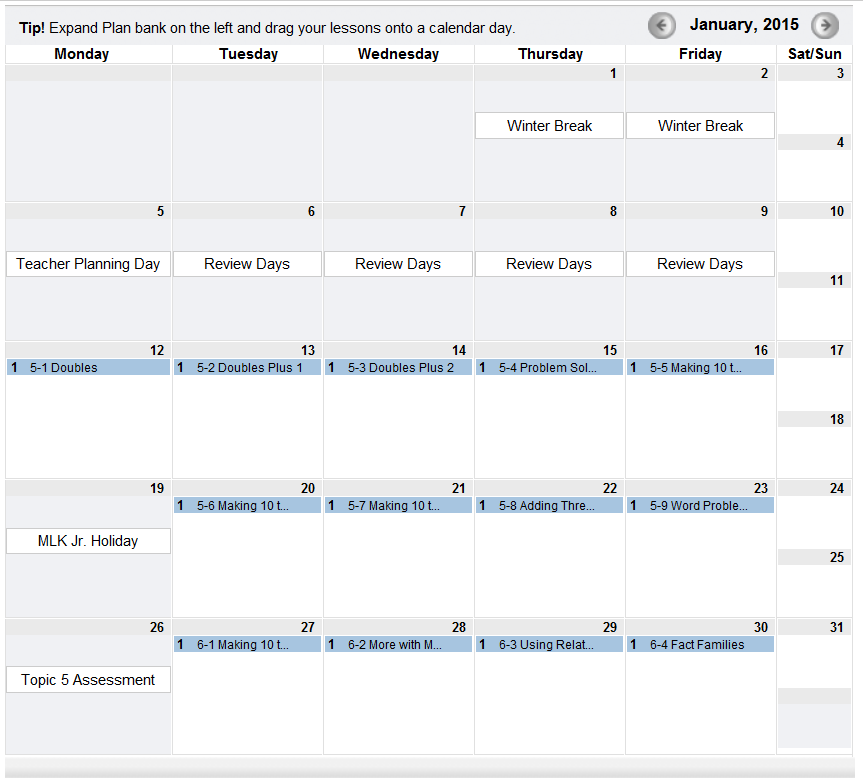 Tip! Expand Plan bank on the left and drag your lessons onto a calendar day.
January, 2015
Monday Tuesday Wednesday Thursday Friday Sat/Sun
1 2 3
Winter Break Winter Break
4
5 6 7 8 9 10
Teacher Planning Day Review Days Review Days Review Days Review Days
11
12 13 14 15 16 17
1 5-1 Doubles 1 5-2 Doubles Plus 1 1 5-3 Doubles Plus 2 1 5-4 Problem Sol... 1 5-5 Making 10 t...
18
19 20 21 22 23 24
1 5-6 Making 10 t... 1 5-7 Making 10 t... 1 5-8 Adding Thre... 1 5-9 Word Proble...
MLK Jr. Holiday
25
26 27 28 29 30 31
1 6-1 Making 10 t... 1 6-2 More with M... 1 6-3 Using Relat... 1 6-4 Fact Families
Topic 5 Assessment